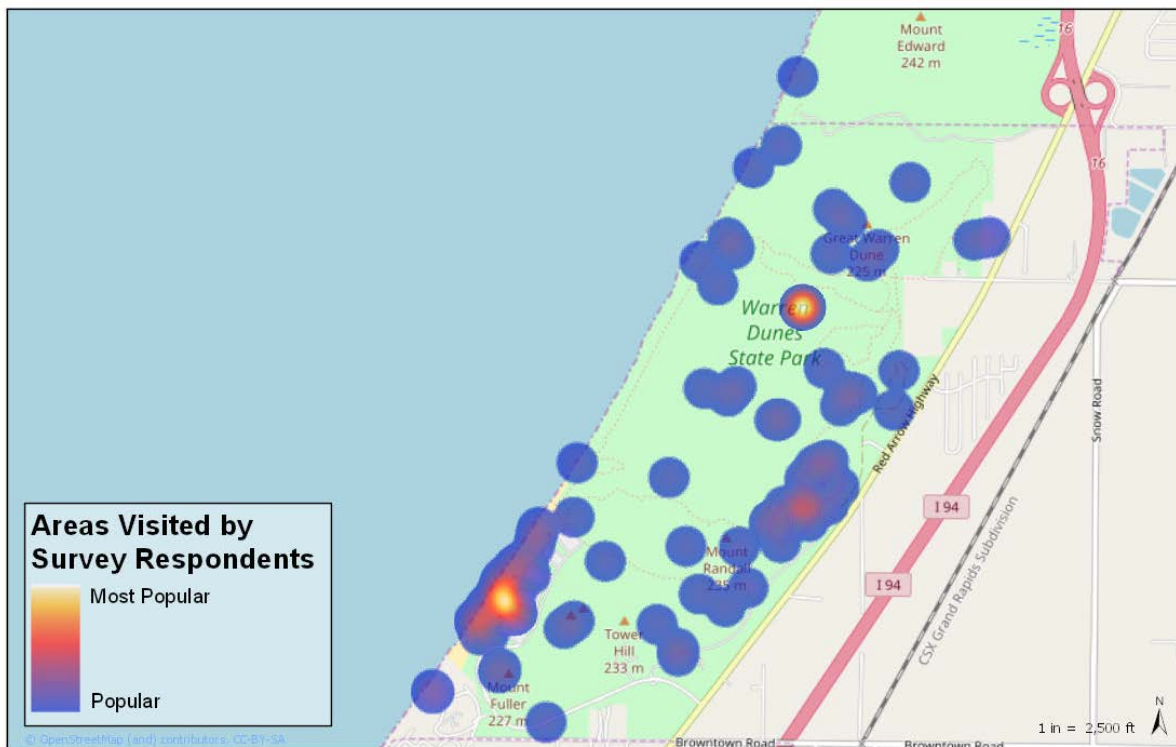 Mount
Edward
242 m
16
16
Great Warren
Dune
225 m
Warren
Dunes
State Park
Red Arrow Highway
Snow Road
I 94
I 94
CSX Grand Rapids Subdivision
Mount
Randall
235 m
Tower
Hill
233 m
Mount
Fuller
227 m
Areas Visited by
Survey Respondents
Most Popular
Popular
N
1 in = 2,500 ft
Browntown Road
Browntown Road
© OpenStreetMap (and) contributors, CC-BY-SA